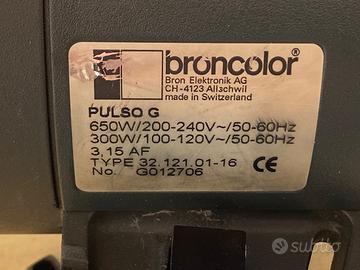 broncolor
Bron Elektronik AG
CH-4123 Allschwil
made in Switzerland
PULSO G
650W/200-240V~/50-60Hz
300W/100-120V~/50-60Hz
3,15 AF
TYPE 32.121.01-16
CE
No. G012706
subito